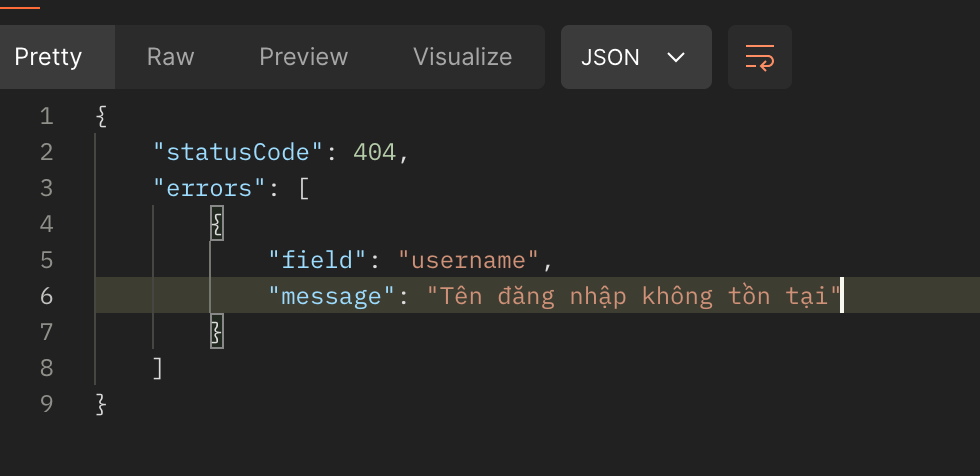 Pretty Raw Preview Visualize JSON
1 {
2 "statusCode": 404,
3 "errors": [
4 {
5 "field": "username",
6 "message": "Tên đăng nhập không tồn tại"
7 }
8 ]
9 }